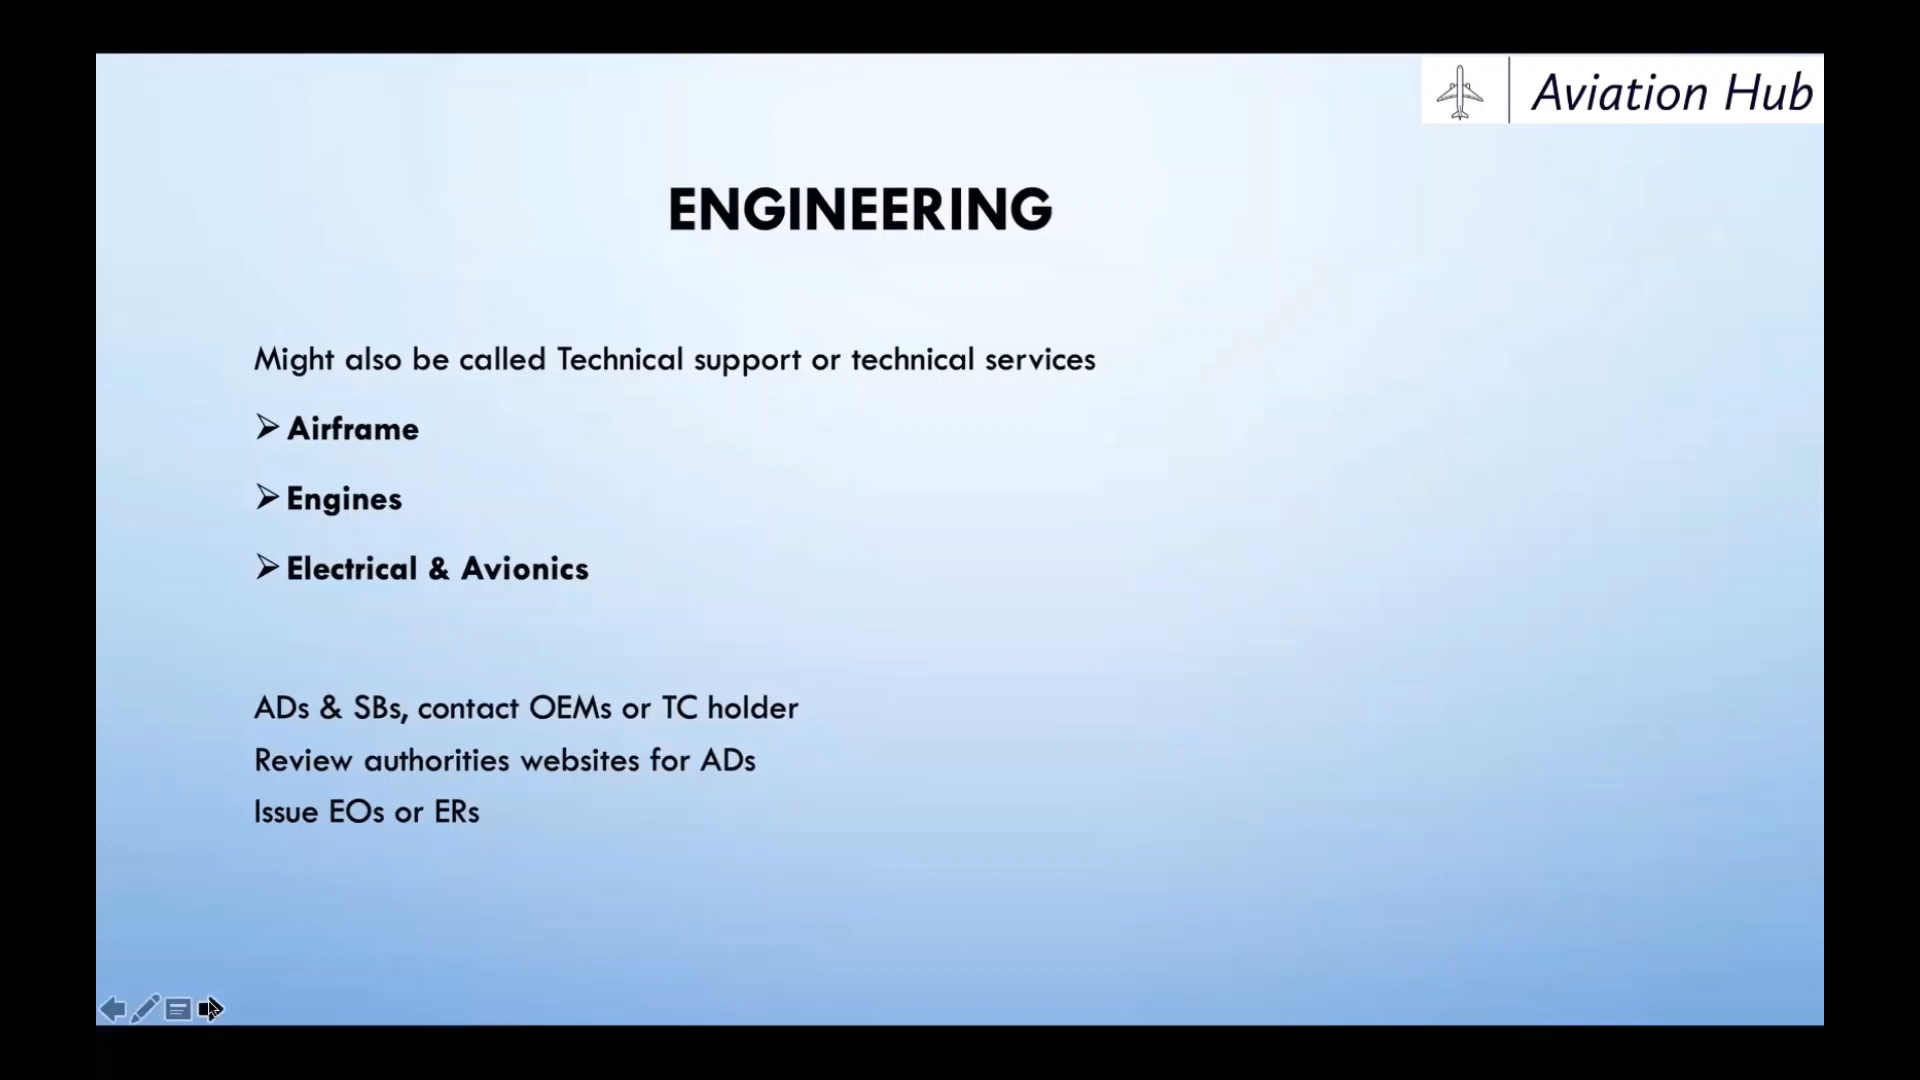 Aviation Hub
ENGINEERING
Might also be called Technical support or technical services
Airframe
Engines
Electrical & Avionics
ADs & SBs, contact OEMs or TC holder
Review authorities websites for ADs
Issue EOs or ERs